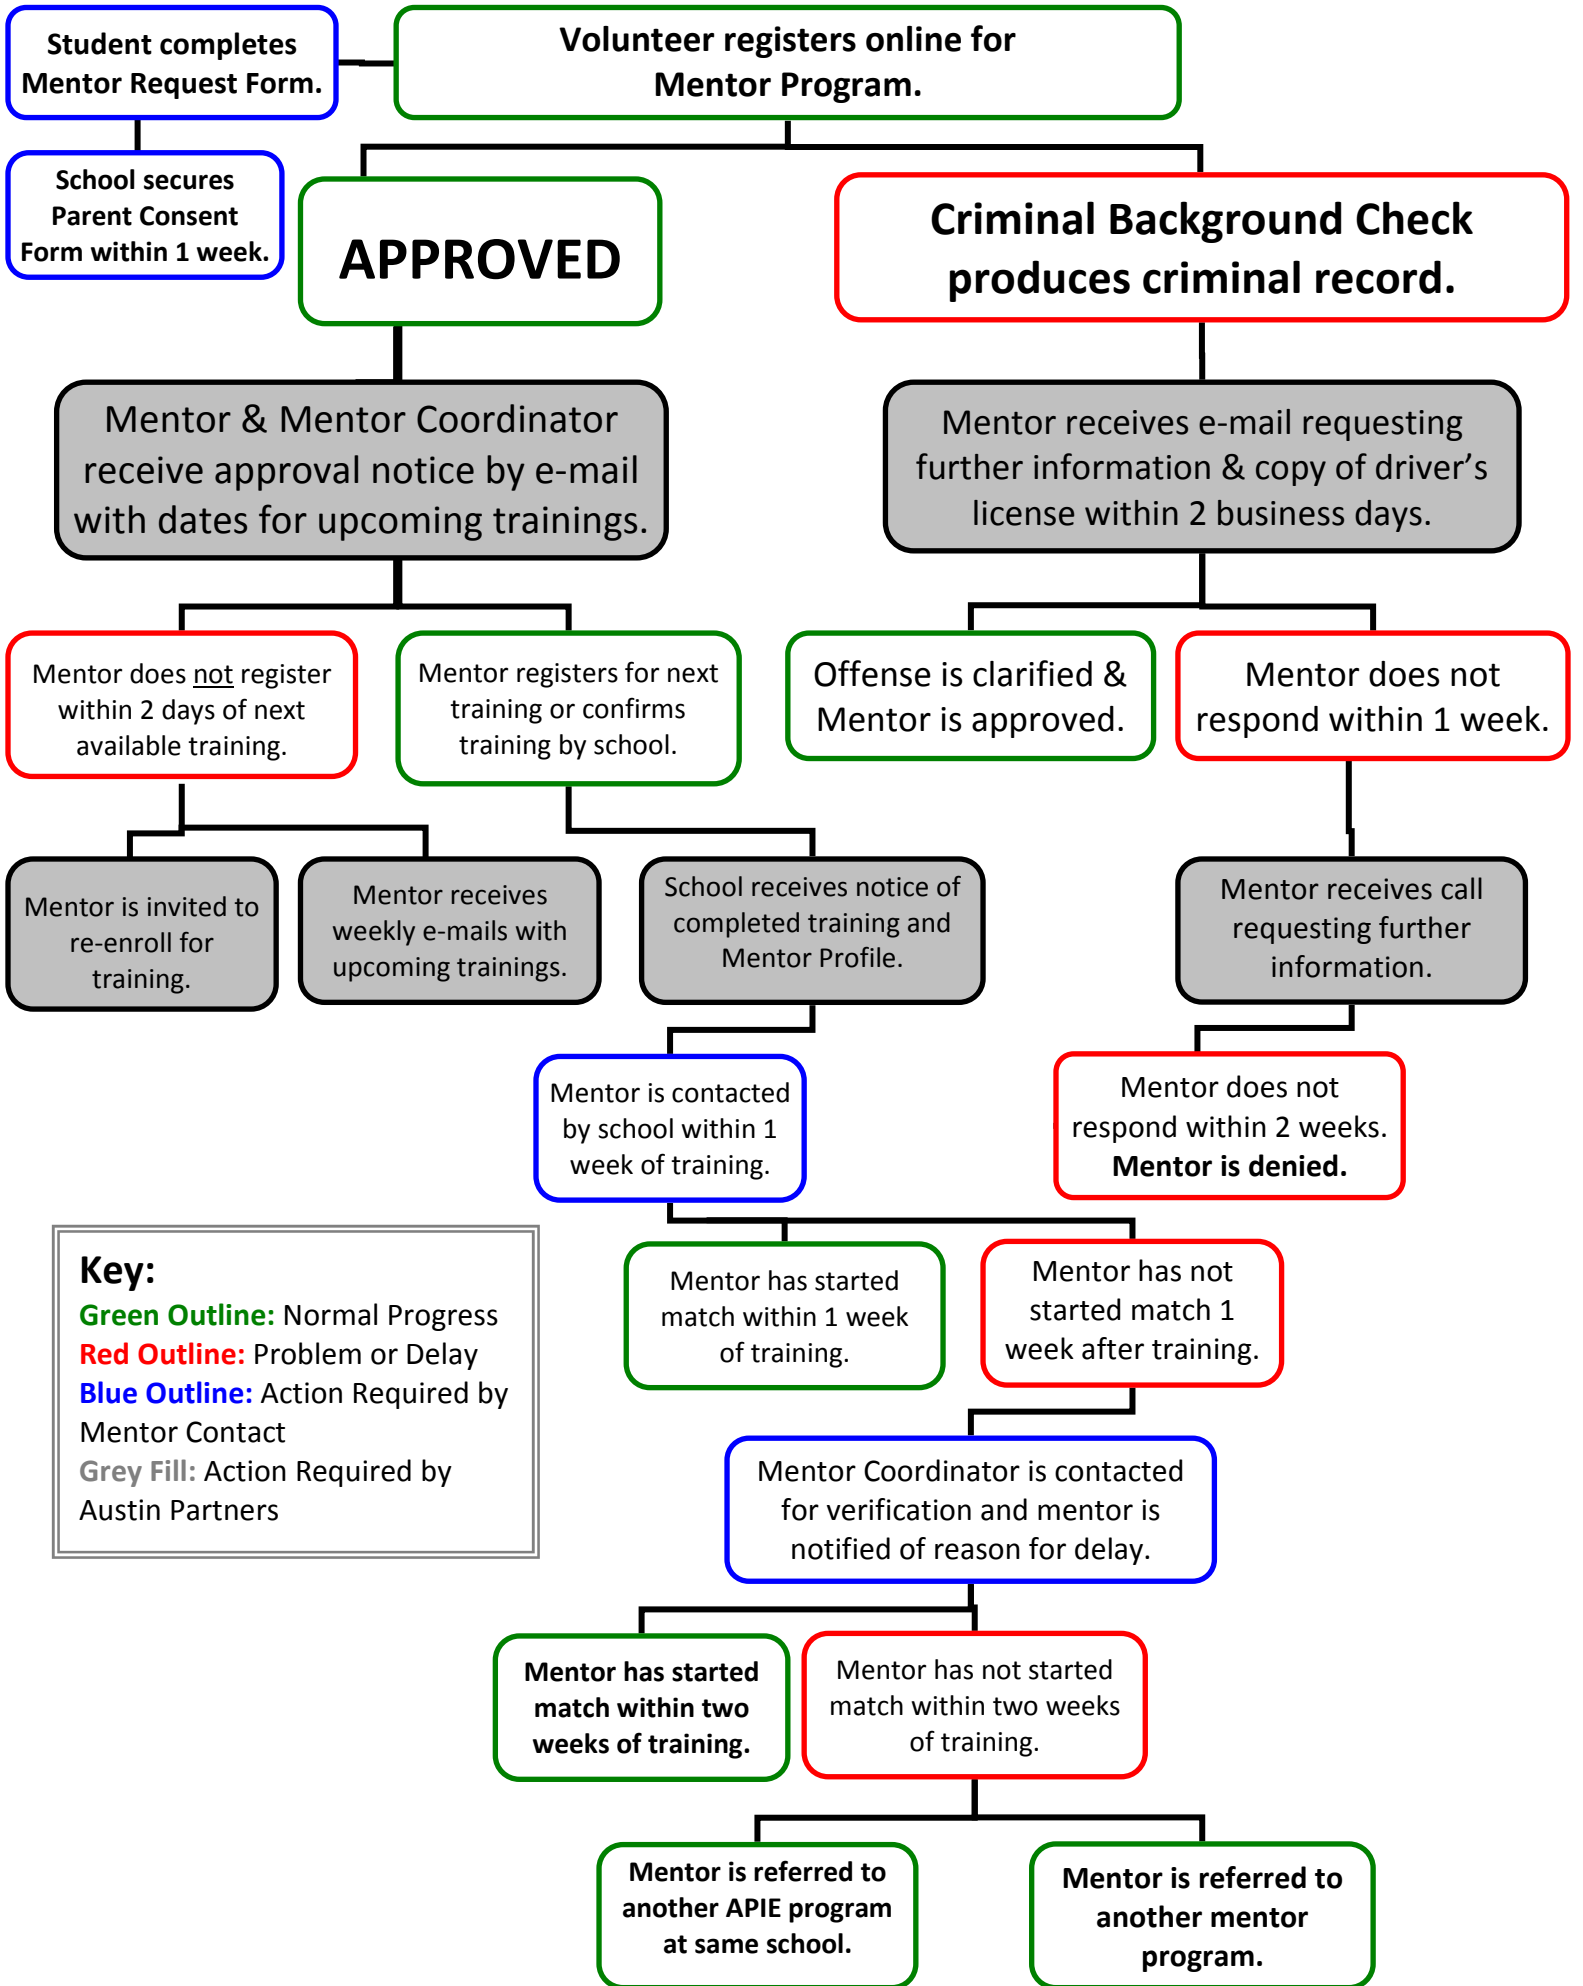 Student completes
Mentor Request Form.
Volunteer registers online for
Mentor Program.
School secures
Parent Consent
Form within 1 week.
APPROVED
Criminal Background Check
produces criminal record.
Mentor & Mentor Coordinator
receive approval notice by e-mail
with dates for upcoming trainings.
Mentor receives e-mail requesting
further information & copy of driver’s
license within 2 business days.
Mentor does not register
within 2 days of next
available training.
Mentor registers for next
training or confirms
training by school.
Offense is clarified &
Mentor is approved.
Mentor does not
respond within 1 week.
Mentor is invited to
re-enroll for
training.
Mentor receives
weekly e-mails with
upcoming trainings.
School receives notice of
completed training and
Mentor Profile.
Mentor receives call
requesting further
information.
Mentor is contacted
by school within 1
week of training.
Mentor does not
respond within 2 weeks.
Mentor is denied.
Key:
Green Outline: Normal Progress
Red Outline: Problem or Delay
Blue Outline: Action Required by
Mentor Contact
Grey Fill: Action Required by
Austin Partners
Mentor has started
match within 1 week
of training.
Mentor has not
started match 1
week after training.
Mentor Coordinator is contacted
for verification and mentor is
notified of reason for delay.
Mentor has started
match within two
weeks of training.
Mentor has not started
match within two weeks
of training.
Mentor is referred to
another APIE program
at same school.
Mentor is referred to
another mentor
program.